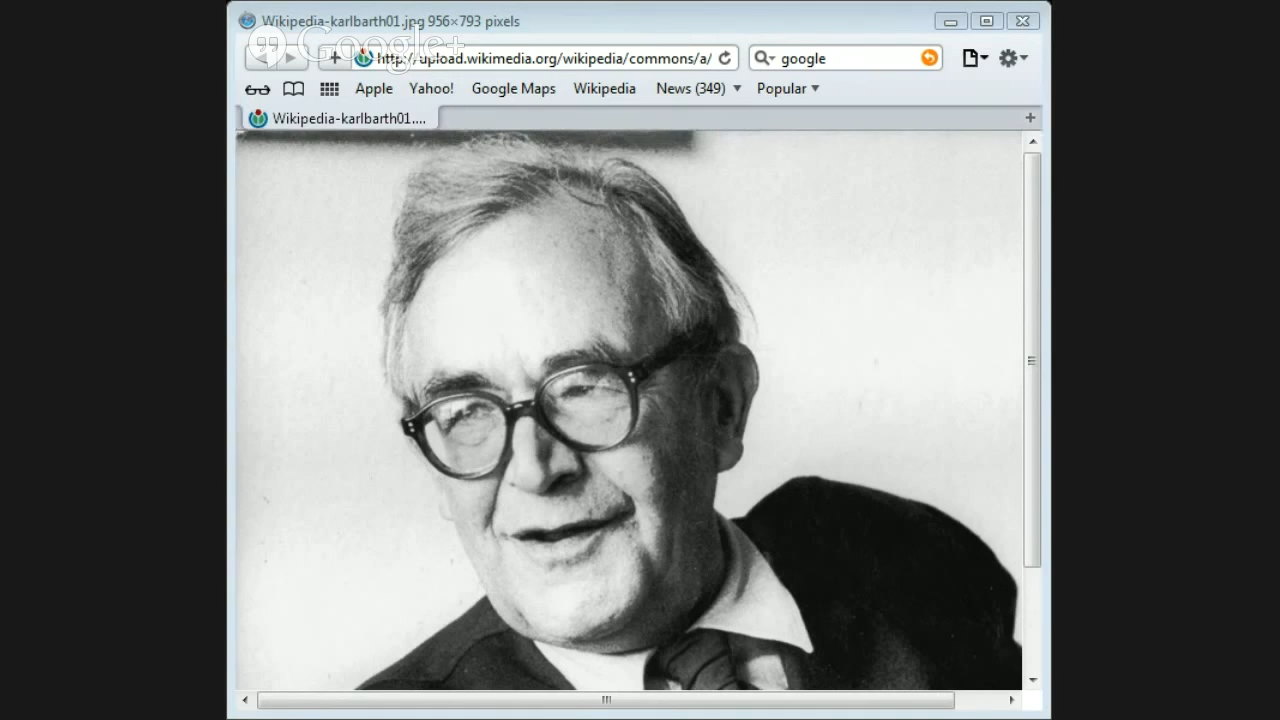 Wikipedia-karlbarth01.jpg 956×793 pixels
Google+
http://upload.wikimedia.org/wikipedia/commons/a/
google
Apple Yahoo! Google Maps Wikipedia News (349) Popular
Wikipedia-karlbarth01....